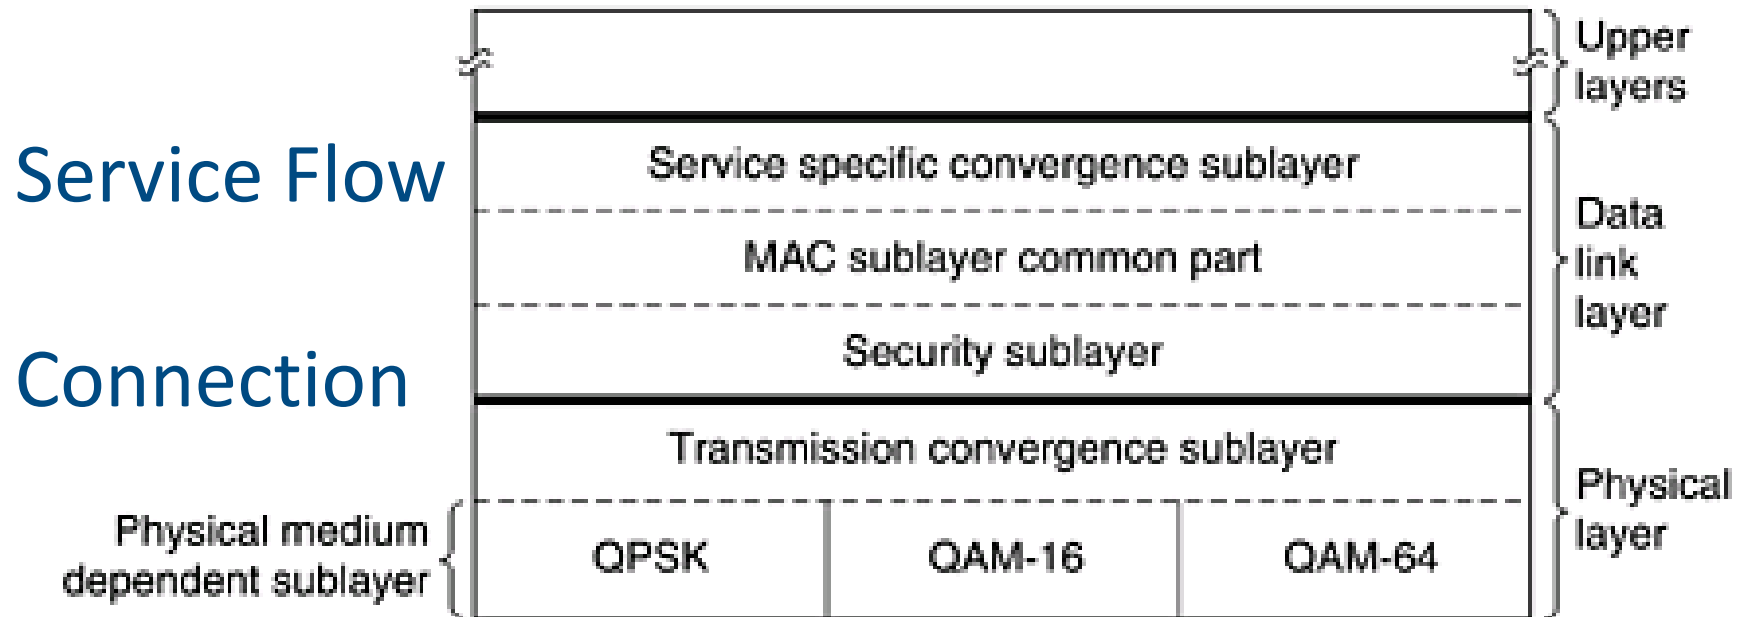 Upper
layers
Service Flow
Service specific convergence sublayer
MAC sublayer common part
Data
link
layer
Connection
Security sublayer
Transmission convergence sublayer
Physical
layer
Physical medium
dependent sublayer
QPSK
QAM-16
QAM-64